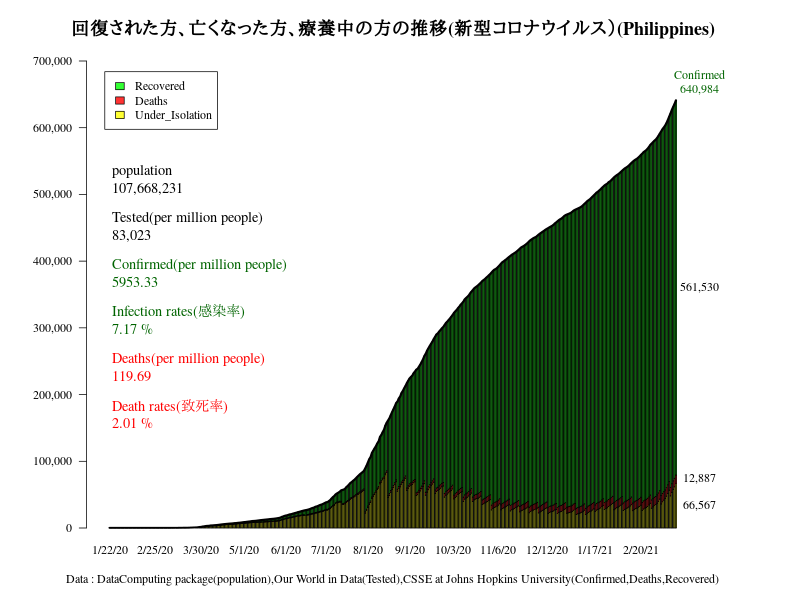 回復された方、亡くなった方、療養中の方の推移(新型コロナウイルス）(Philippines)
Confirmed
640,984
700,000
600,000
500,000
400,000
300,000
200,000
100,000
0
Recovered
Deaths
Under_Isolation
population
107,668,231
Tested(per million people)
83,023
Confirmed(per million people)
5953.33
Infection rates(感染率)
7.17 %
Deaths(per million people)
119.69
Death rates(致死率)
2.01 %
561,530
12,887
66,567
1/22/20 2/25/20 3/30/20 5/1/20 6/1/20 7/1/20 8/1/20 9/1/20 10/3/20 11/6/20 12/12/20 1/17/21 2/20/21
Data : DataComputing package(population),Our World in Data(Tested),CSSE at Johns Hopkins University(Confirmed,Deaths,Recovered)